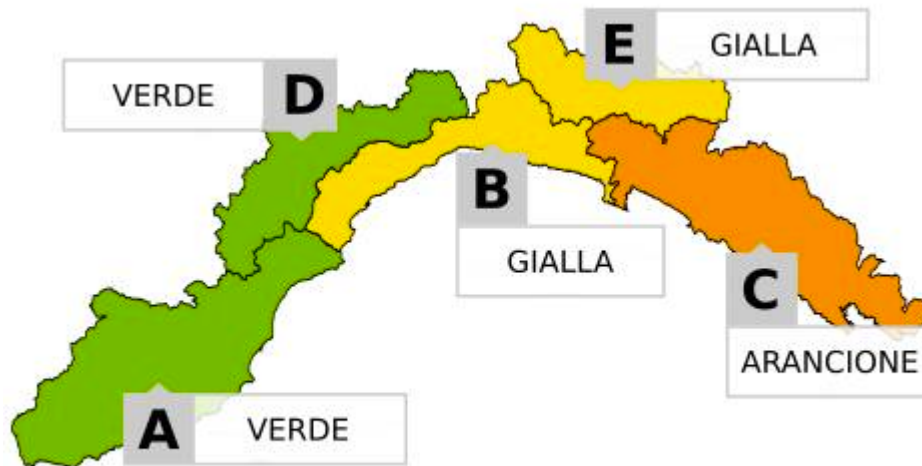 E GIALLA
VERDE D
B
GIALLA
C
ARANCIONE
A VERDE